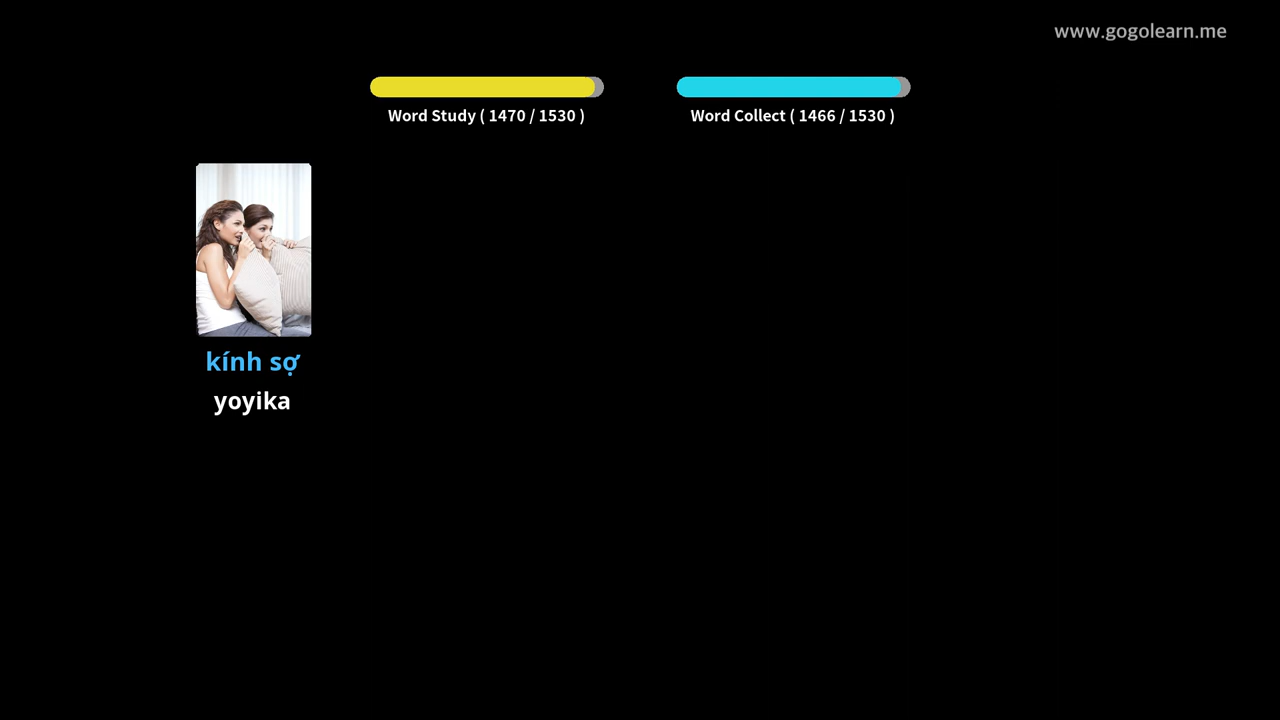 www.gogolearn.me
Word Study ( 1470 / 1530 )
Word Collect ( 1466 / 1530 )
kính sợ
yoyika